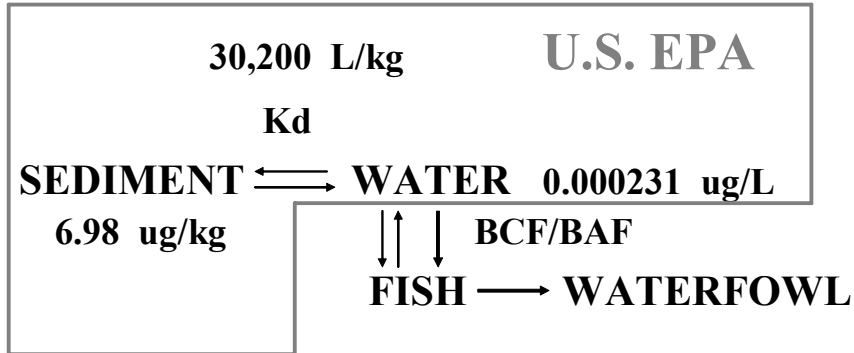 30,200 L/kg U.S. EPA
Kd
SEDIMENT WATER 0.000231 ug/L
6.98 ug/kg BCF/BAF
FISH WATERFOWL